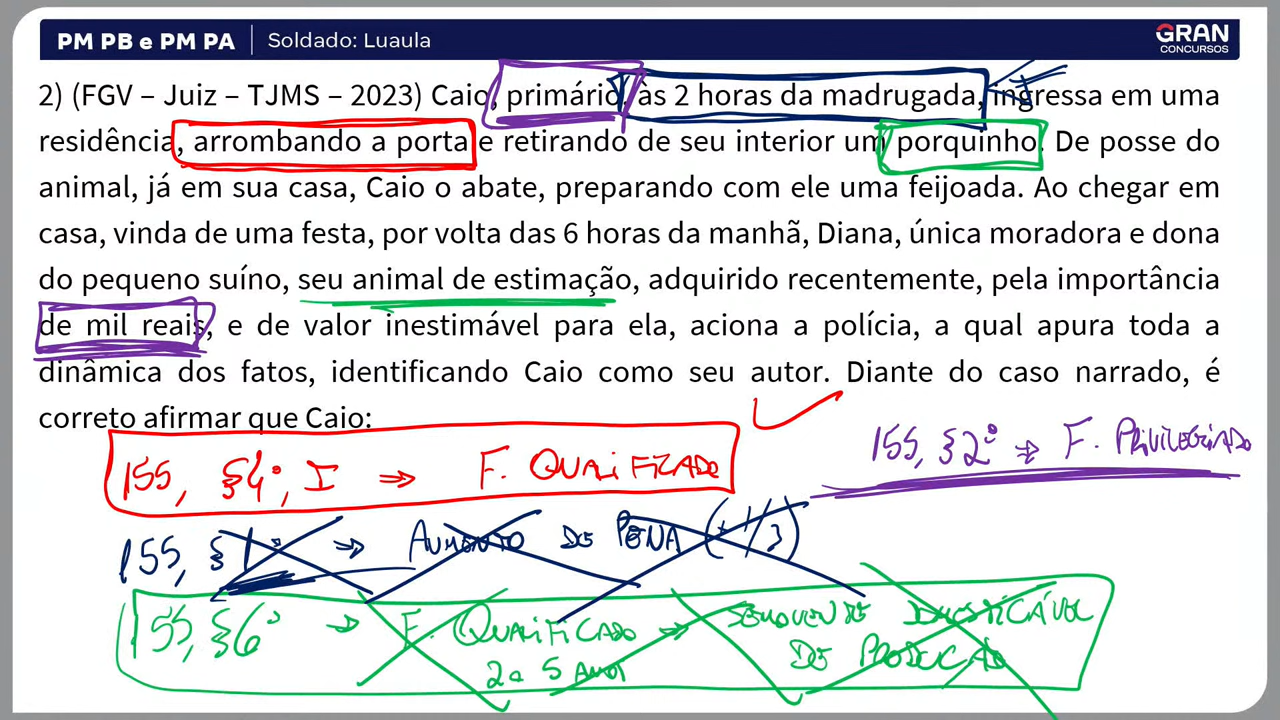 PM PB e PM PA | Soldado: Luaula
GRAN
CONCURSOS
2) (FGV – Juiz – TJMS – 2023) Caio, primário, às 2 horas da madrugada, ingressa em uma
residência, arrombando a porta e retirando de seu interior um porquinho. De posse do
animal, já em sua casa, Caio o abate, preparando com ele uma feijoada. Ao chegar em
casa, vinda de uma festa, por volta das 6 horas da manhã, Diana, única moradora e dona
do pequeno suíno, seu animal de estimação, adquirido recentemente, pela importância
de mil reais, e de valor inestimável para ela, aciona a polícia, a qual apura toda a
dinâmica dos fatos, identificando Caio como seu autor. Diante do caso narrado, é
correto afirmar que Caio:
155, §2° ⇒ F. PRIVILEGIADO
155, §4°, I ⇒ F. QUALIFICADO
155, §1° ⇒ AUMENTO DE PENA (+1/3)
155, §6° ⇒ F. QUALIFICADO ⇒ SEMOVENTE DOMESTICÁVEL
2 a 5 ANOS DE PRODUÇÃO